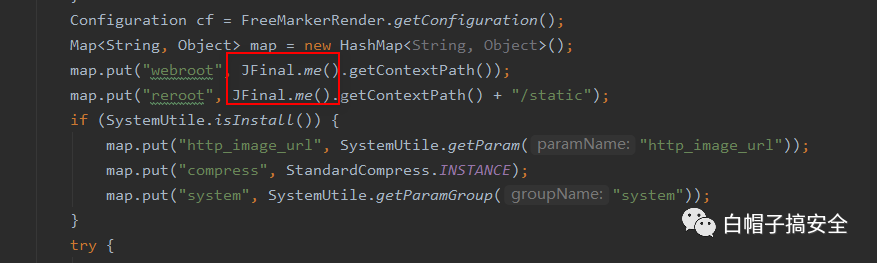 Configuration cf = FreeMarkerRender.getConfiguration();
Map<String, Object> map = new HashMap<String, Object>();
map.put("webroot", JFinal.me().getContextPath());
map.put("reroot", JFinal.me().getContextPath() + "/static");
if (SystemUtile.isInstall()) {
map.put("http_image_url", SystemUtile.getParam( paramName: "http_image_url"));
map.put("compress", StandardCompress.INSTANCE);
map.put("system", SystemUtile.getParamGroup( groupName: "system"));
}
try {
白帽子搞安全